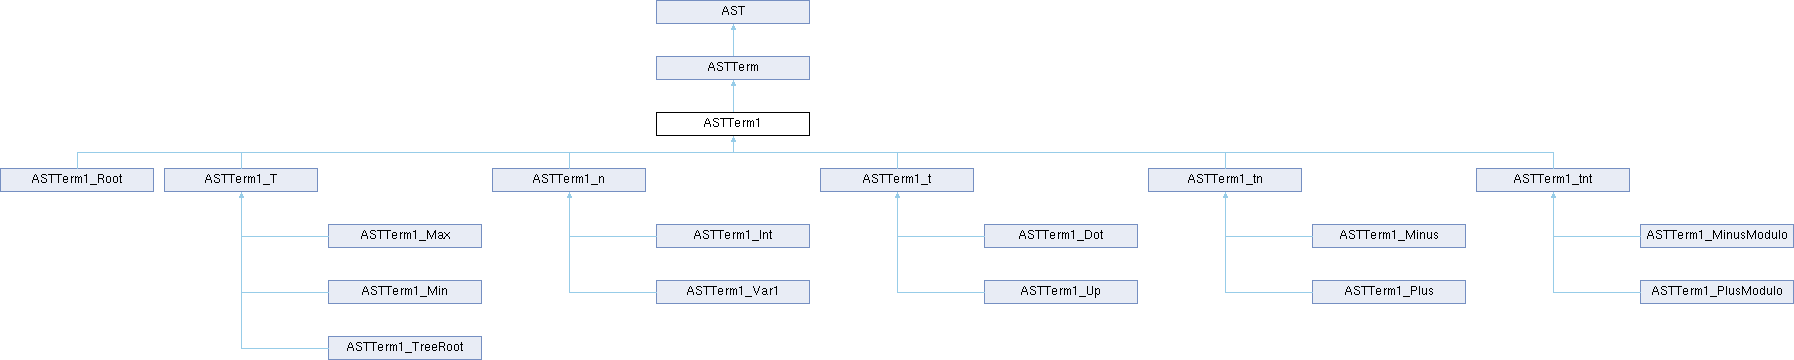 AST
ASTTerm
ASTTerm1
ASTTerm1_Root
ASTTerm1_T
ASTTerm1_n
ASTTerm1_t
ASTTerm1_tn
ASTTerm1_tnt
ASTTerm1_Max
ASTTerm1_Int
ASTTerm1_Dot
ASTTerm1_Minus
ASTTerm1_MinusModulo
ASTTerm1_Min
ASTTerm1_Var1
ASTTerm1_Up
ASTTerm1_Plus
ASTTerm1_PlusModulo
ASTTerm1_TreeRoot